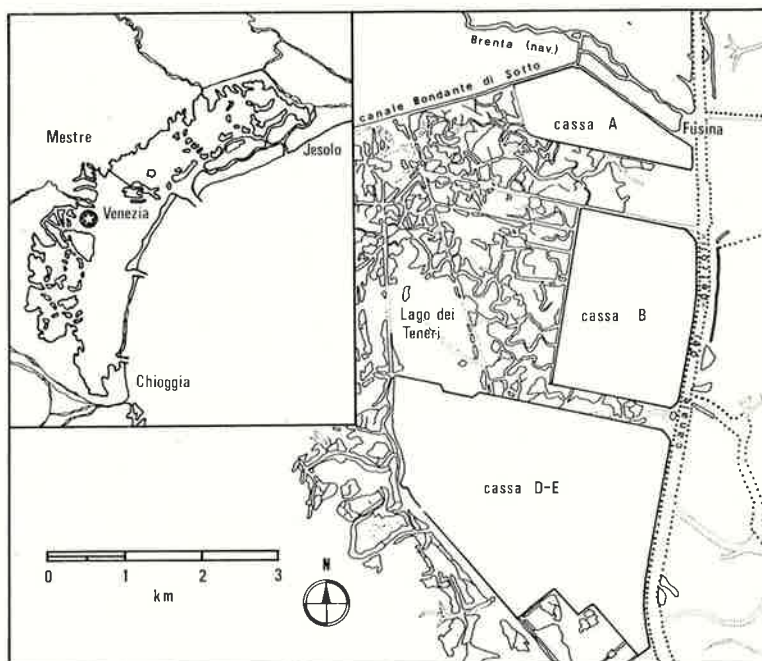 Mestre
Jesolo
Venezia
Chioggia
Brenta (nav.)
canale Bondante di Sotto
cassa A
Fusina
Lago dei
Teneri
cassa B
cassa D-E
0 1 2 3
km
N